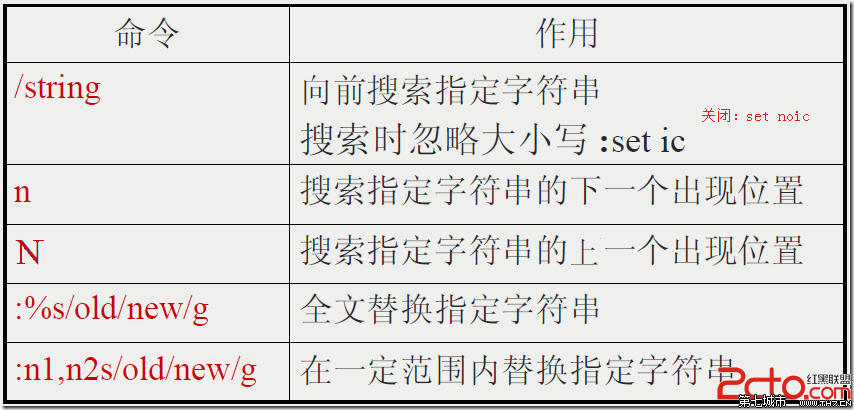 命令 作用
/string 向前搜索指定字符串
搜索时忽略大小写 :set ic 关闭：set noic
n 搜索指定字符串的下一个出现位置
N 搜索指定字符串的上一个出现位置
:%s/old/new/g 全文替换指定字符串
:n1,n2s/old/new/g 在一定范围内替换指定字符串
2cto.com 红黑联盟
第七城市 WWW.TH7.CN